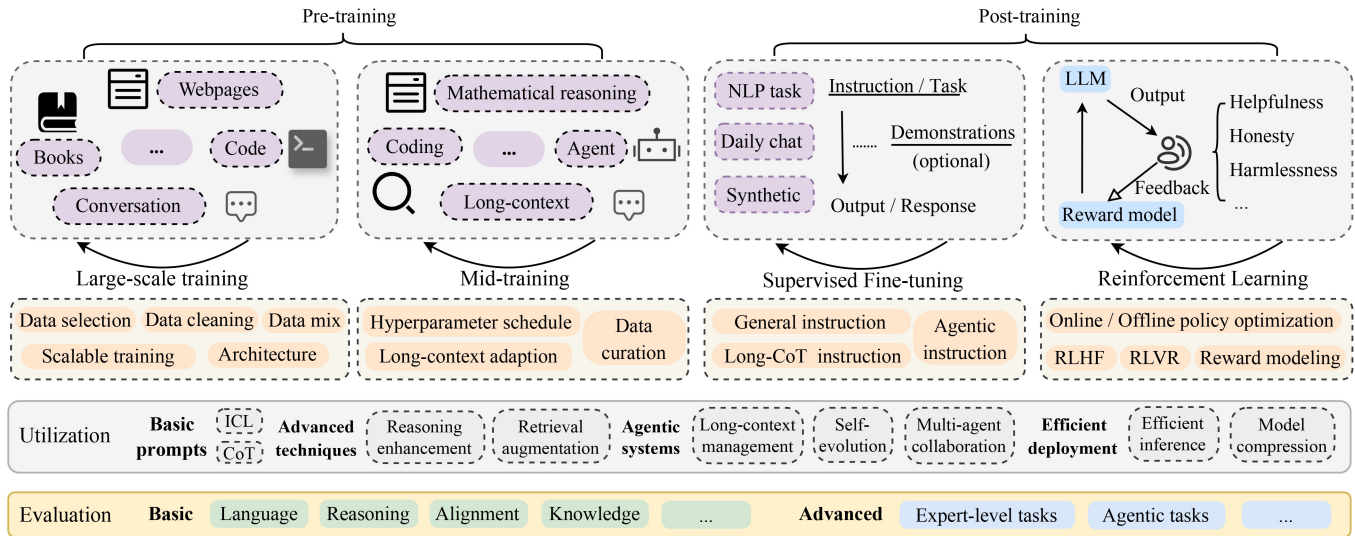 Pre-training
Post-training
Webpages
Books
...
Code
Conversation
Mathematical reasoning
Coding
...
Agent
Long-context
NLP task
Daily chat
Synthetic
Instruction / Task
.......
Demonstrations
(optional)
Output / Response
LLM
Output
Feedback
Reward model
Helpfulness
Honesty
Harmlessness
...
Large-scale training
Mid-training
Supervised Fine-tuning
Reinforcement Learning
Data selection
Data cleaning
Data mix
Scalable training
Architecture
Hyperparameter schedule
Long-context adaption
Data
curation
General instruction
Long-CoT instruction
Agentic
instruction
Online / Offline policy optimization
RLHF
RLVR
Reward modeling
Utilization
Basic
prompts
ICL
CoT
Advanced
techniques
Reasoning
enhancement
Retrieval
augmentation
Agentic
systems
Long-context
management
Self-
evolution
Multi-agent
collaboration
Efficient
deployment
Efficient
inference
Model
compression
Evaluation
Basic
Language
Reasoning
Alignment
Knowledge
...
Advanced
Expert-level tasks
Agentic tasks
...